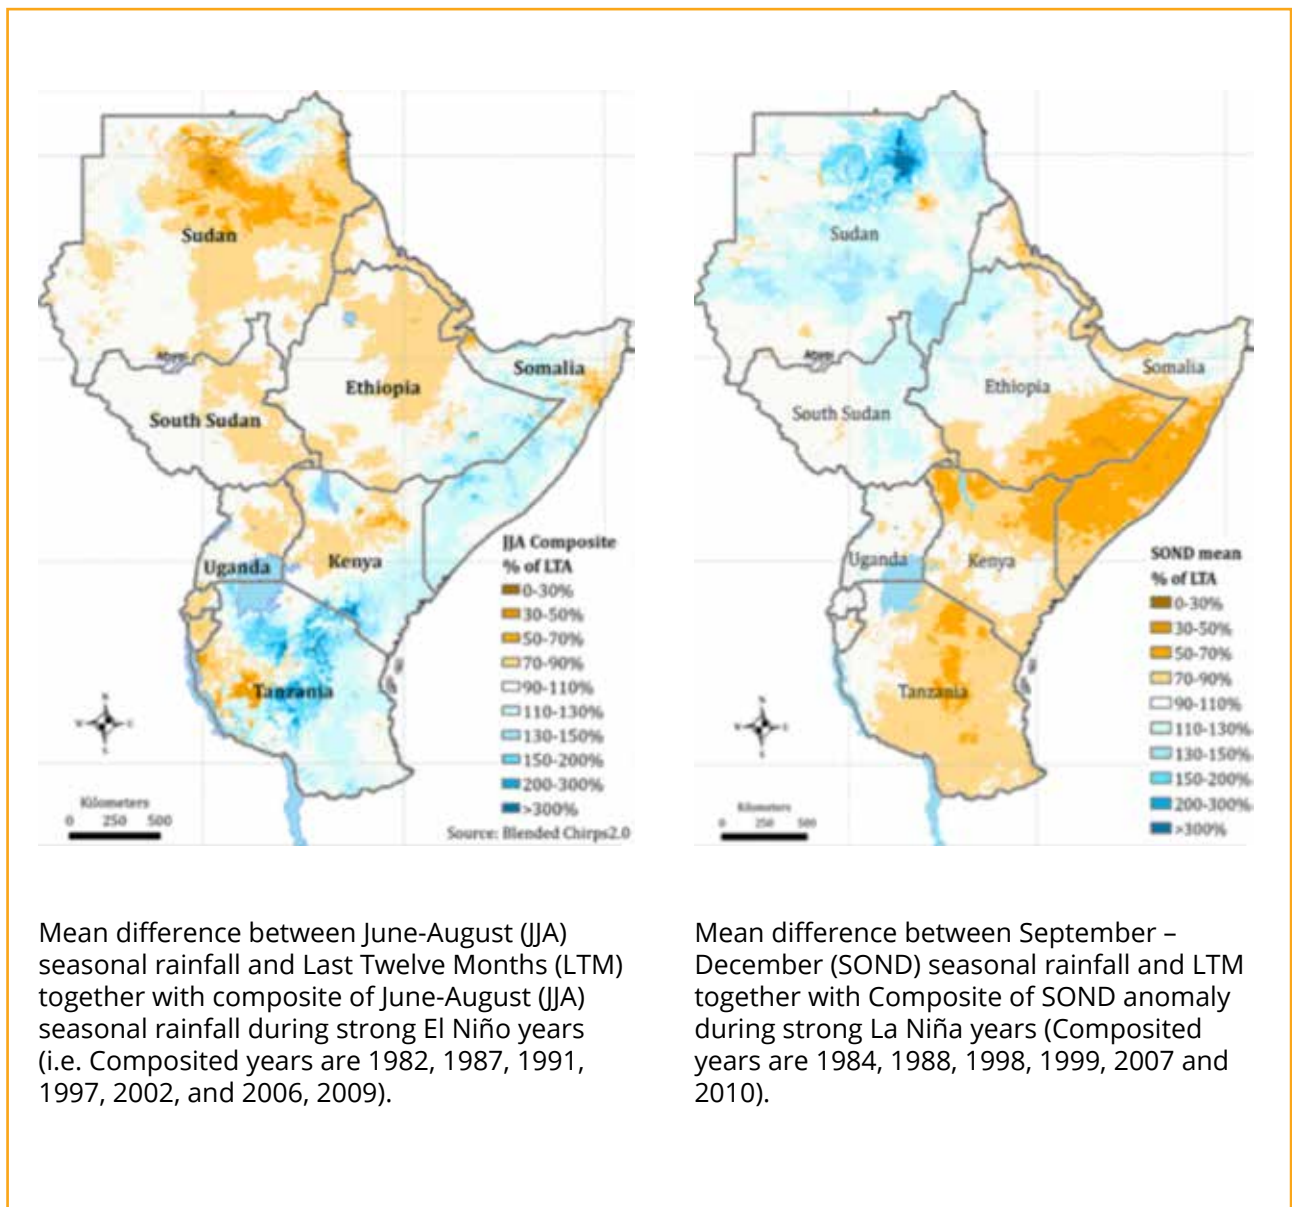 Sudan
Abyei
South Sudan
Ethiopia
Somalia
Uganda
Kenya
Tanzania
JJA Composite
% of LTA
0-30%
30-50%
50-70%
70-90%
90-110%
110-130%
130-150%
150-200%
200-300%
>300%
N
W E
S
Kilometers
0 250 500
Source: Blended Chirps2.0
Sudan
Abyei
South Sudan
Ethiopia
Somalia
Uganda
Kenya
Tanzania
SOND mean
% of LTA
0-30%
30-50%
50-70%
70-90%
90-110%
110-130%
130-150%
150-200%
200-300%
>300%
N
W E
S
Kilometers
0 250 500
Mean difference between June-August (JJA)
seasonal rainfall and Last Twelve Months (LTM)
together with composite of June-August (JJA)
seasonal rainfall during strong El Niño years
(i.e. Composited years are 1982, 1987, 1991,
1997, 2002, and 2006, 2009).
Mean difference between September –
December (SOND) seasonal rainfall and LTM
together with Composite of SOND anomaly
during strong La Niña years (Composited
years are 1984, 1988, 1998, 1999, 2007 and
2010).